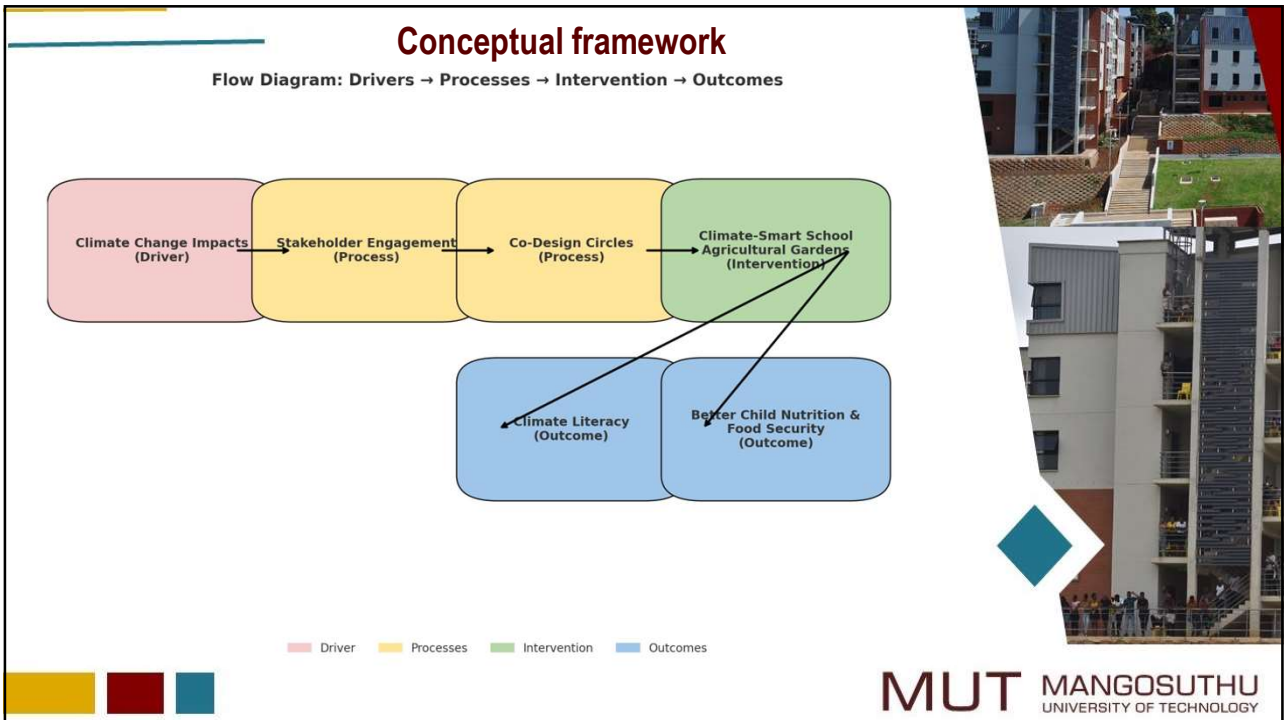 Conceptual framework
Flow Diagram: Drivers → Processes → Intervention → Outcomes
Climate Change Impacts
(Driver)
Stakeholder Engagement
(Process)
Co-Design Circles
(Process)
Climate-Smart School
Agricultural Gardens
(Intervention)
Climate Literacy
(Outcome)
Better Child Nutrition &
Food Security
(Outcome)
Driver
Processes
Intervention
Outcomes
MUT
MANGOSUTHU
UNIVERSITY OF TECHNOLOGY